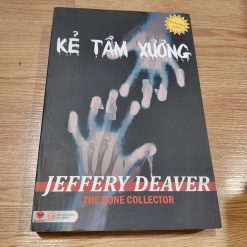 KẺ TẦM XƯƠNG
JEFFERY DEAVER
THE BONE COLLECTOR